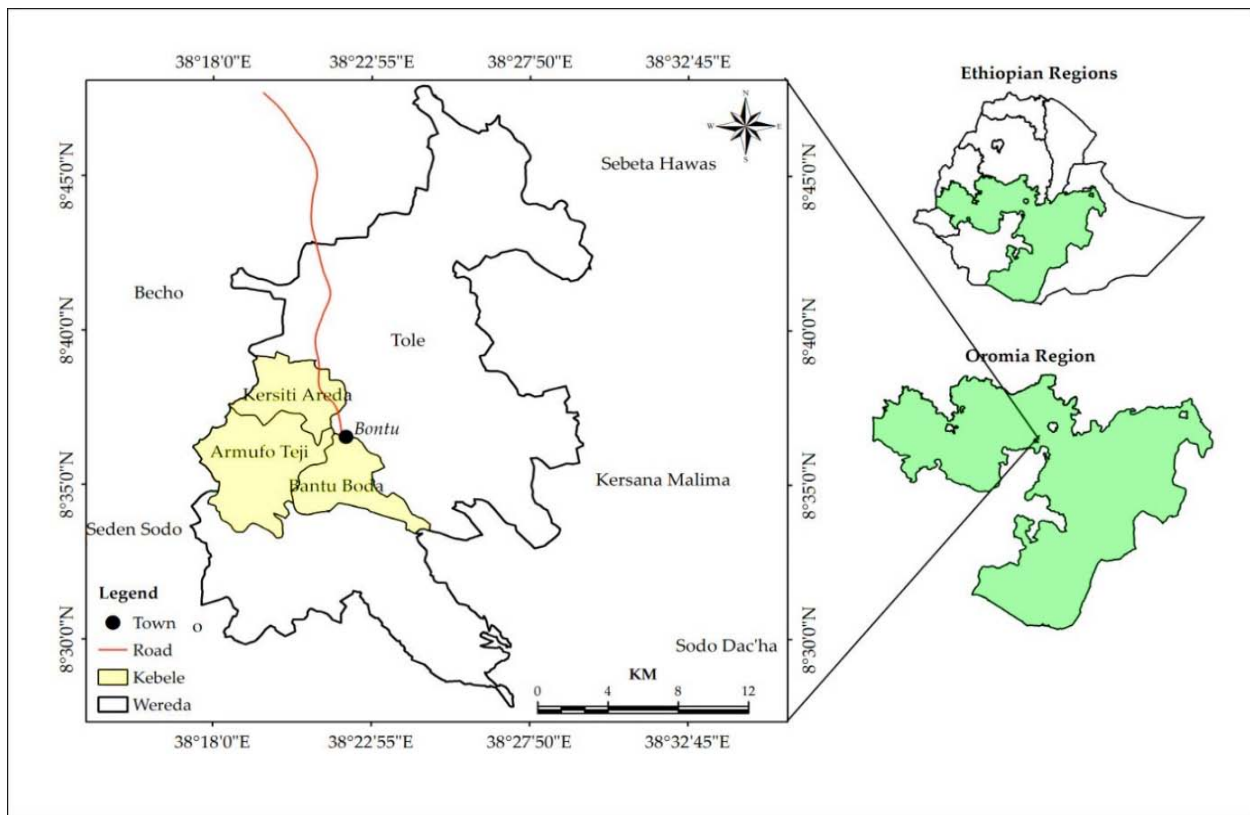 38°18'0"E 38°22'55"E 38°27'50"E 38°32'45"E
Ethiopian Regions
N
W E
S
Sebeta Hawas
8°45'0"N 8°45'0"N
Becho
8°40'0"N 8°40'0"N
Tole
Oromia Region
Kersiti Areda
Bontu
Armufo Teji
Bantu Boda
Kersana Malima
8°35'0"N 8°35'0"N
Seden Sodo
Legend
Town
o
Road
Kebele
Wereda
Sodo Dac'ha
8°30'0"N 8°30'0"N
KM
0 4 8 12
38°18'0"E 38°22'55"E 38°27'50"E 38°32'45"E